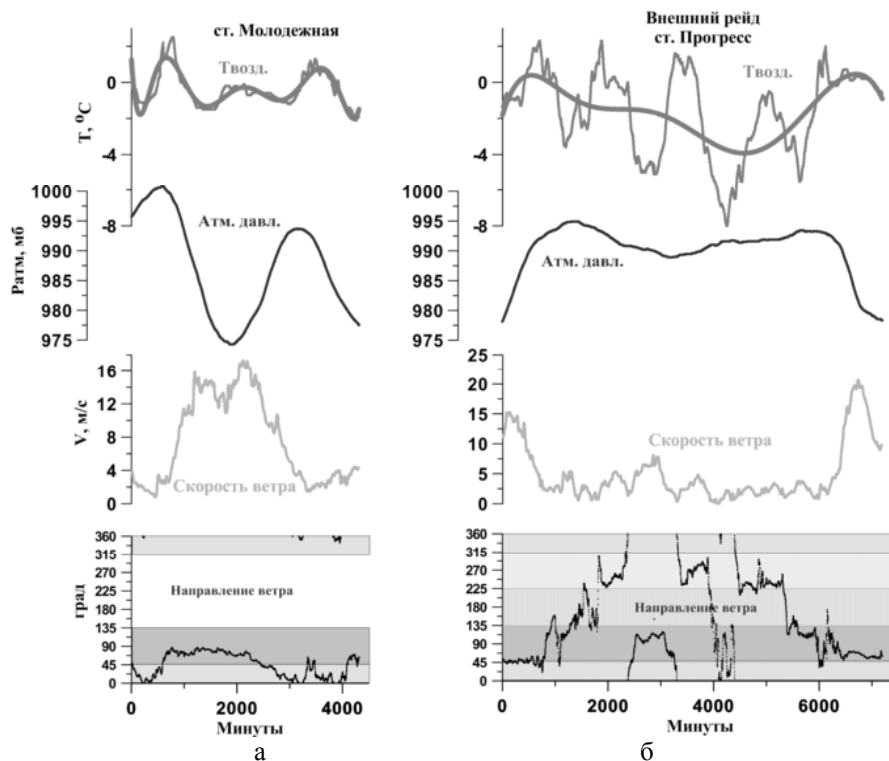 ст. Молодежная
Внешний рейд
ст. Прогресс
Твозд.
Твозд.
T, °C
0
-4
-8
0
-4
-8
Атм. давл.
Атм. давл.
Pатм, мб
1000
995
990
985
980
975
1000
995
990
985
980
975
V, м/с
16
12
8
4
0
25
20
15
10
5
0
Скорость ветра
Скорость ветра
град
360
315
270
225
180
135
90
45
0
360
315
270
225
180
135
90
45
0
Направление ветра
Направление ветра
0 2000 4000
0 2000 4000 6000
Минуты
Минуты
а
б